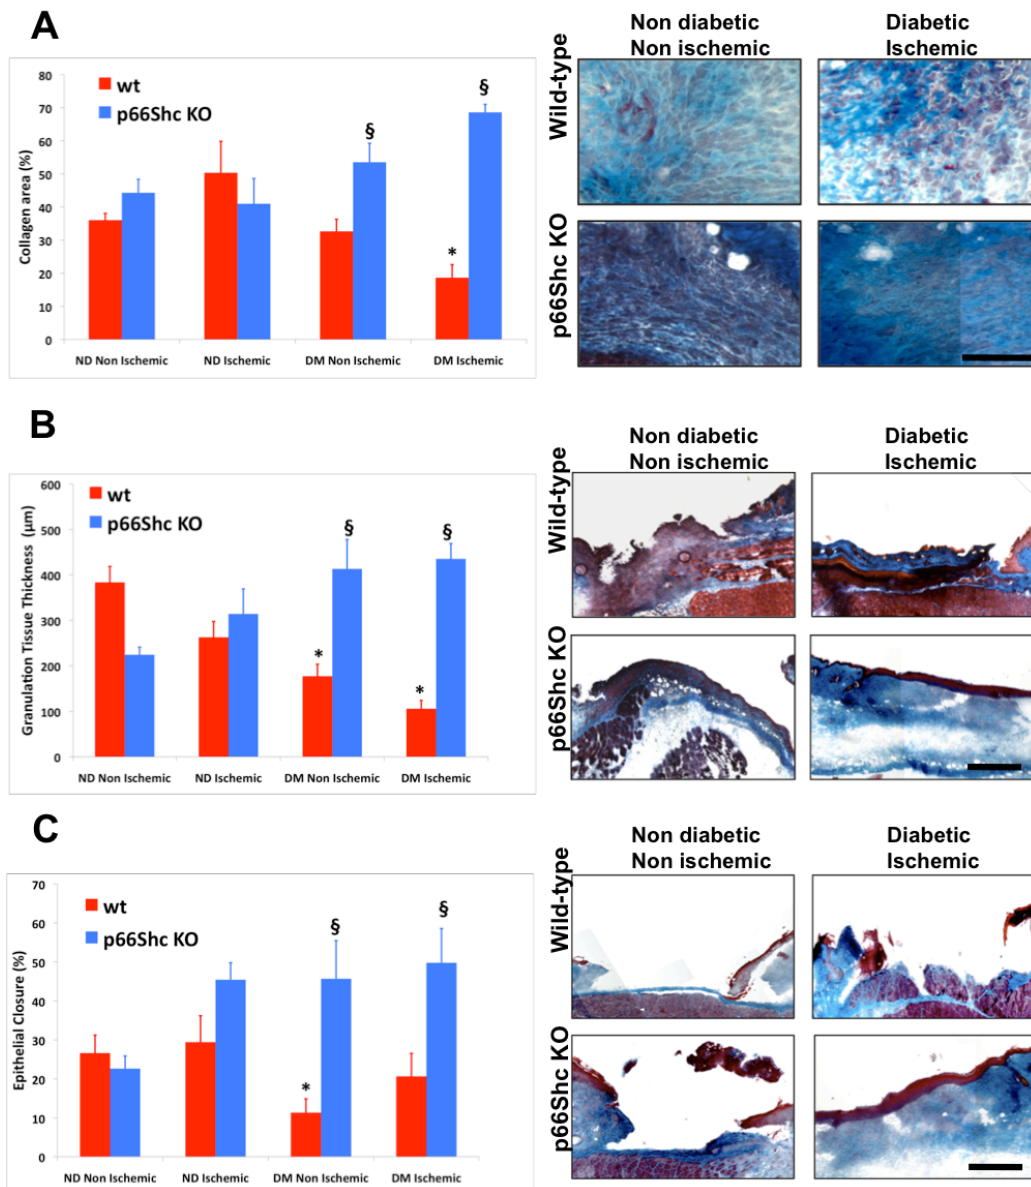 A
Non diabetic
Non ischemic
Diabetic
Ischemic
Wild-type
p66Shc KO
Collagen area (%)
80
70
60
50
40
30
20
10
0
wt
p66Shc KO
§
§
*
ND Non Ischemic
ND Ischemic
DM Non Ischemic
DM Ischemic
B
Non diabetic
Non ischemic
Diabetic
Ischemic
Wild-type
p66Shc KO
Granulation Tissue Thickness (μm)
600
500
400
300
200
100
0
wt
p66Shc KO
§
§
*
*
ND Non Ischemic
ND Ischemic
DM Non Ischemic
DM Ischemic
C
Non diabetic
Non ischemic
Diabetic
Ischemic
Wild-type
p66Shc KO
Epithelial Closure (%)
70
60
50
40
30
20
10
0
wt
p66Shc KO
§
§
*
ND Non Ischemic
ND Ischemic
DM Non Ischemic
DM Ischemic